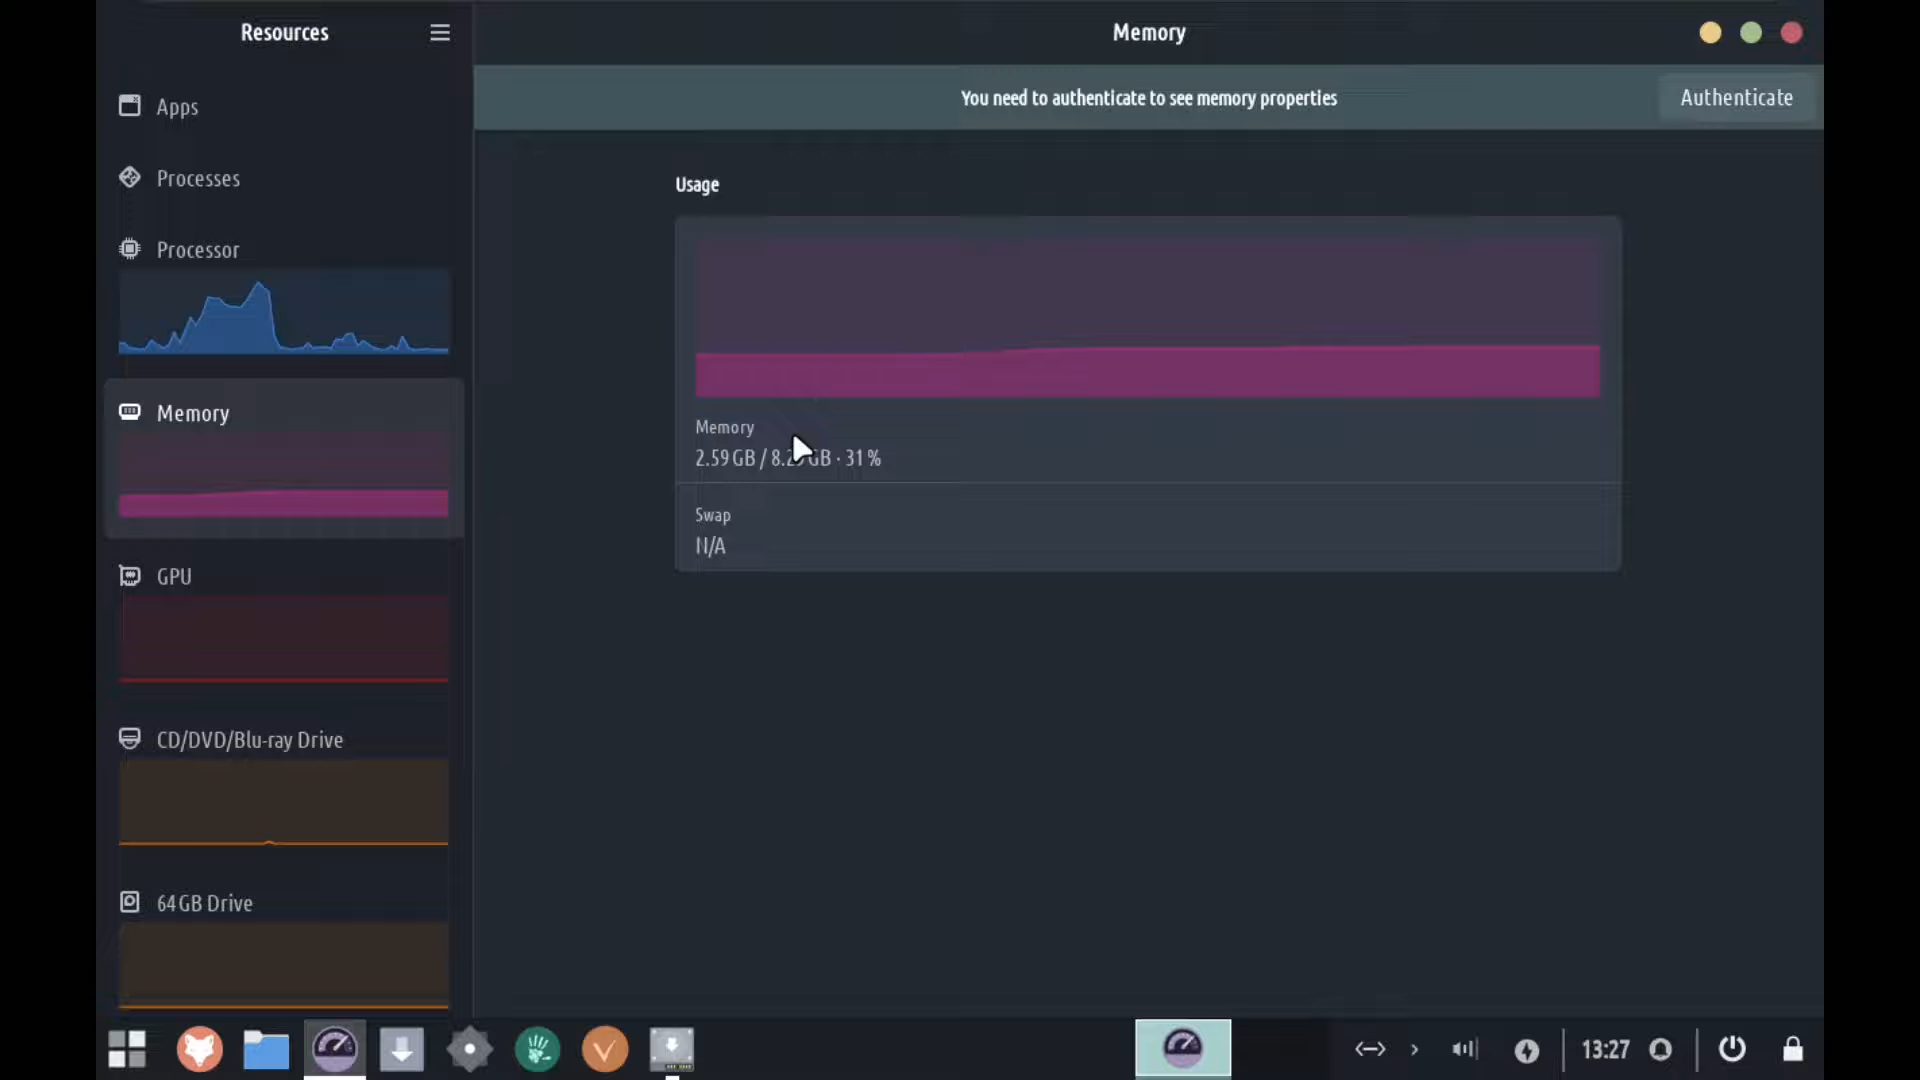 Resources
Memory
You need to authenticate to see memory properties
Authenticate
Apps
Processes
Processor
Memory
GPU
CD/DVD/Blu-ray Drive
64 GB Drive
Usage
Memory
2.59 GB / GB · 31 %
Swap
N/A
13:27